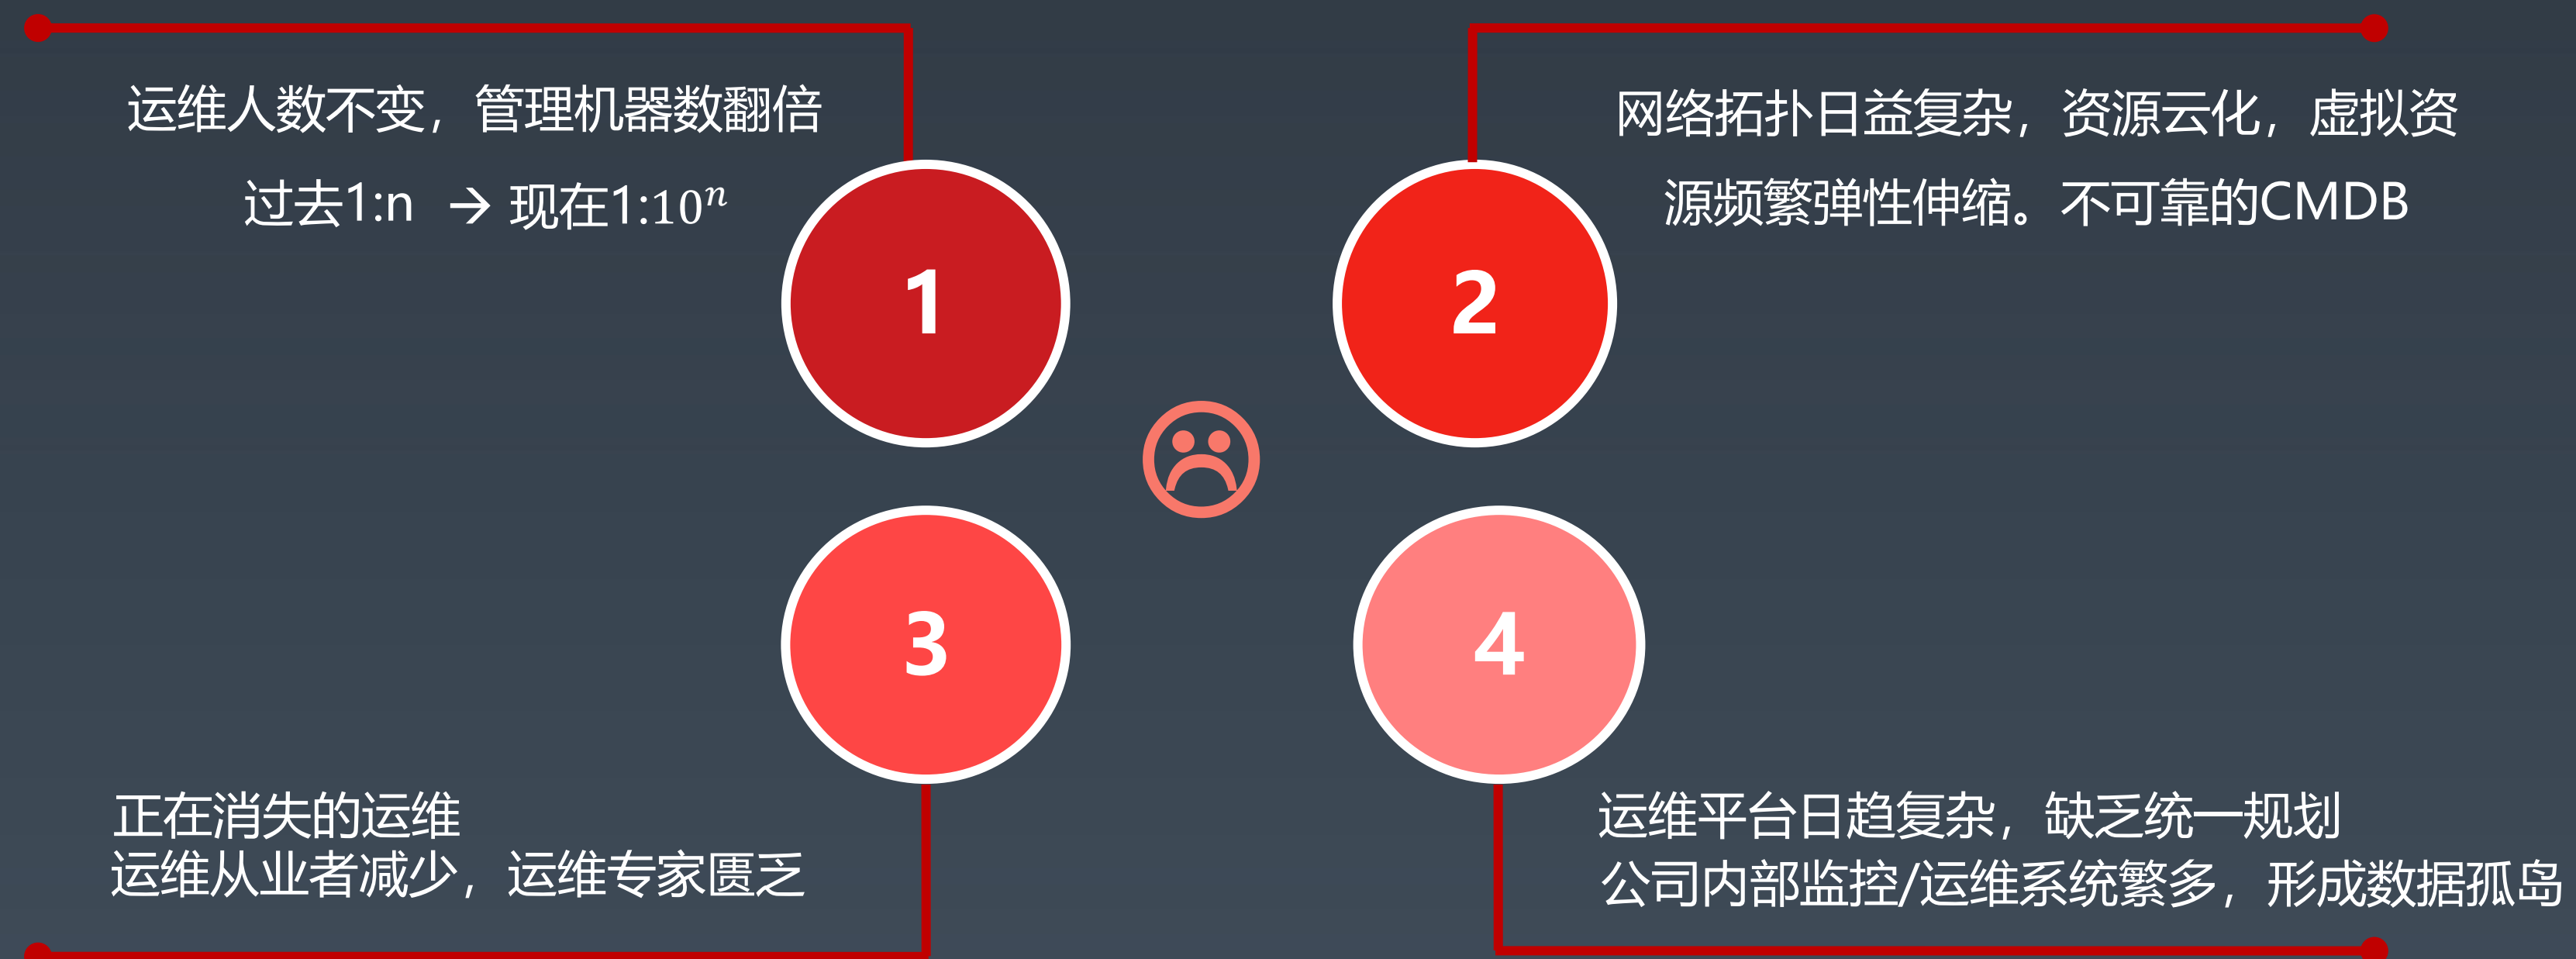 运维人数不变，管理机器数翻倍
过去1:n → 现在1:10ⁿ
1
网络拓扑日益复杂，资源云化，虚拟资
源频繁弹性伸缩。不可靠的CMDB
2
3
正在消失的运维
运维从业者减少，运维专家匮乏
4
运维平台日趋复杂，缺乏统一规划
公司内部监控/运维系统繁多，形成数据孤岛